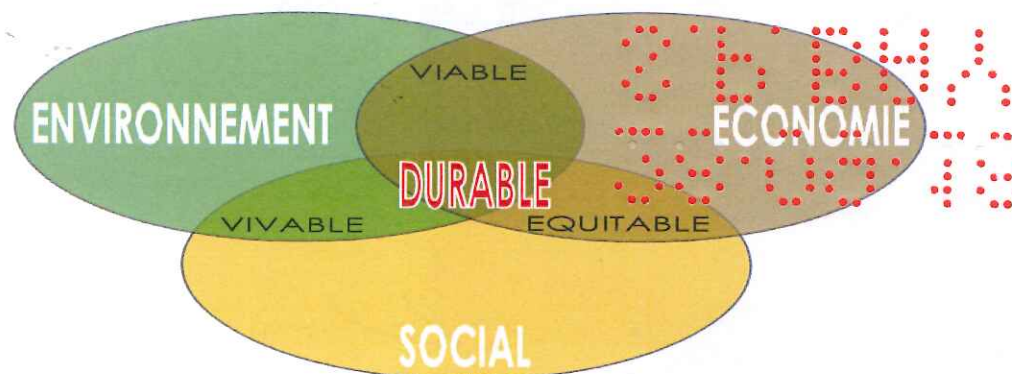 VIABLE
ENVIRONNEMENT
ECONOMIE
DURABLE
VIVABLE
EQUITABLE
SOCIAL